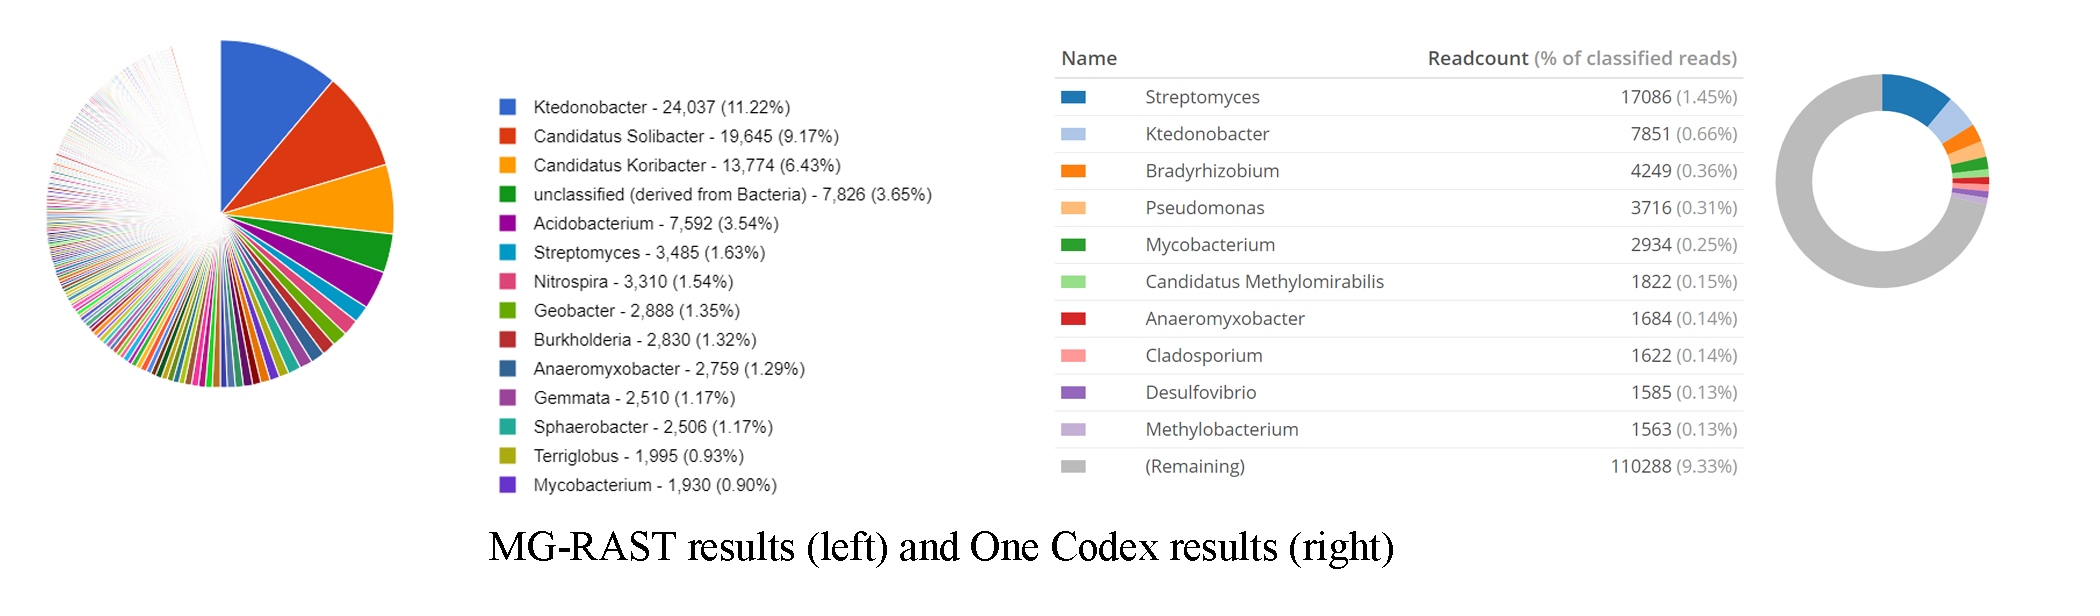 Ktedonobacter - 24,037 (11.22%)
Candidatus Solibacter - 19,645 (9.17%)
Candidatus Koribacter - 13,774 (6.43%)
unclassified (derived from Bacteria) - 7,826 (3.65%)
Acidobacterium - 7,592 (3.54%)
Streptomyces - 3,485 (1.63%)
Nitrospira - 3,310 (1.54%)
Geobacter - 2,888 (1.35%)
Burkholderia - 2,830 (1.32%)
Anaeromyxobacter - 2,759 (1.29%)
Gemmata - 2,510 (1.17%)
Sphaerobacter - 2,506 (1.17%)
Terriglobus - 1,995 (0.93%)
Mycobacterium - 1,930 (0.90%)
Name Readcount (% of classified reads)
Streptomyces 17086 (1.45%)
Ktedonobacter 7851 (0.66%)
Bradyrhizobium 4249 (0.36%)
Pseudomonas 3716 (0.31%)
Mycobacterium 2934 (0.25%)
Candidatus Methylomirabilis 1822 (0.15%)
Anaeromyxobacter 1684 (0.14%)
Cladosporium 1622 (0.14%)
Desulfovibrio 1585 (0.13%)
Methylobacterium 1563 (0.13%)
(Remaining) 110288 (9.33%)
MG-RAST results (left) and One Codex results (right)